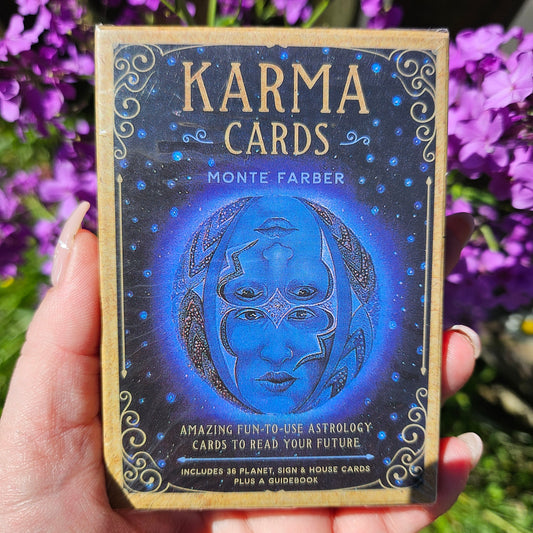 KARMA
CARDS®
MONTE FARBER
AMAZING FUN-TO-USE ASTROLOGY
CARDS TO READ YOUR FUTURE
INCLUDES 36 PLANET, SIGN & HOUSE CARDS
PLUS A GUIDEBOOK